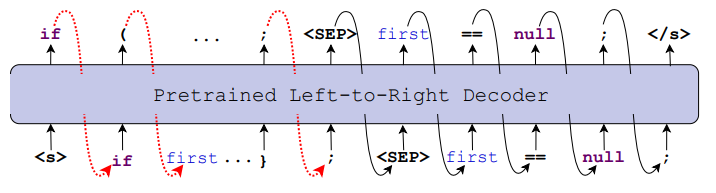 if ( ... ; <SEP> first == null ; </s>
Pretrained Left-to-Right Decoder
<s> if first ... } ; <SEP> first == null ;